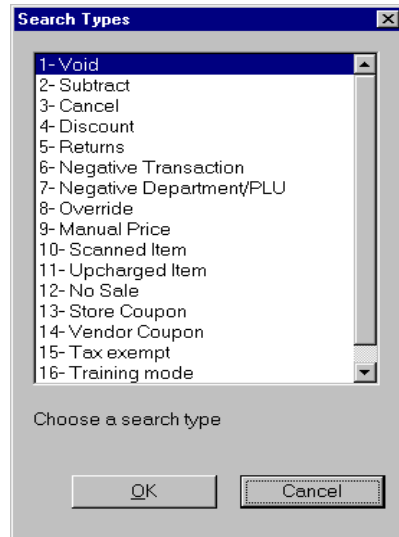 Search Types
1- Void
2- Subtract
3- Cancel
4- Discount
5- Returns
6- Negative Transaction
7- Negative Department/PLU
8- Override
9- Manual Price
10- Scanned Item
11- Upcharged Item
12- No Sale
13- Store Coupon
14- Vendor Coupon
15- Tax exempt
16- Training mode
Choose a search type
OK
Cancel